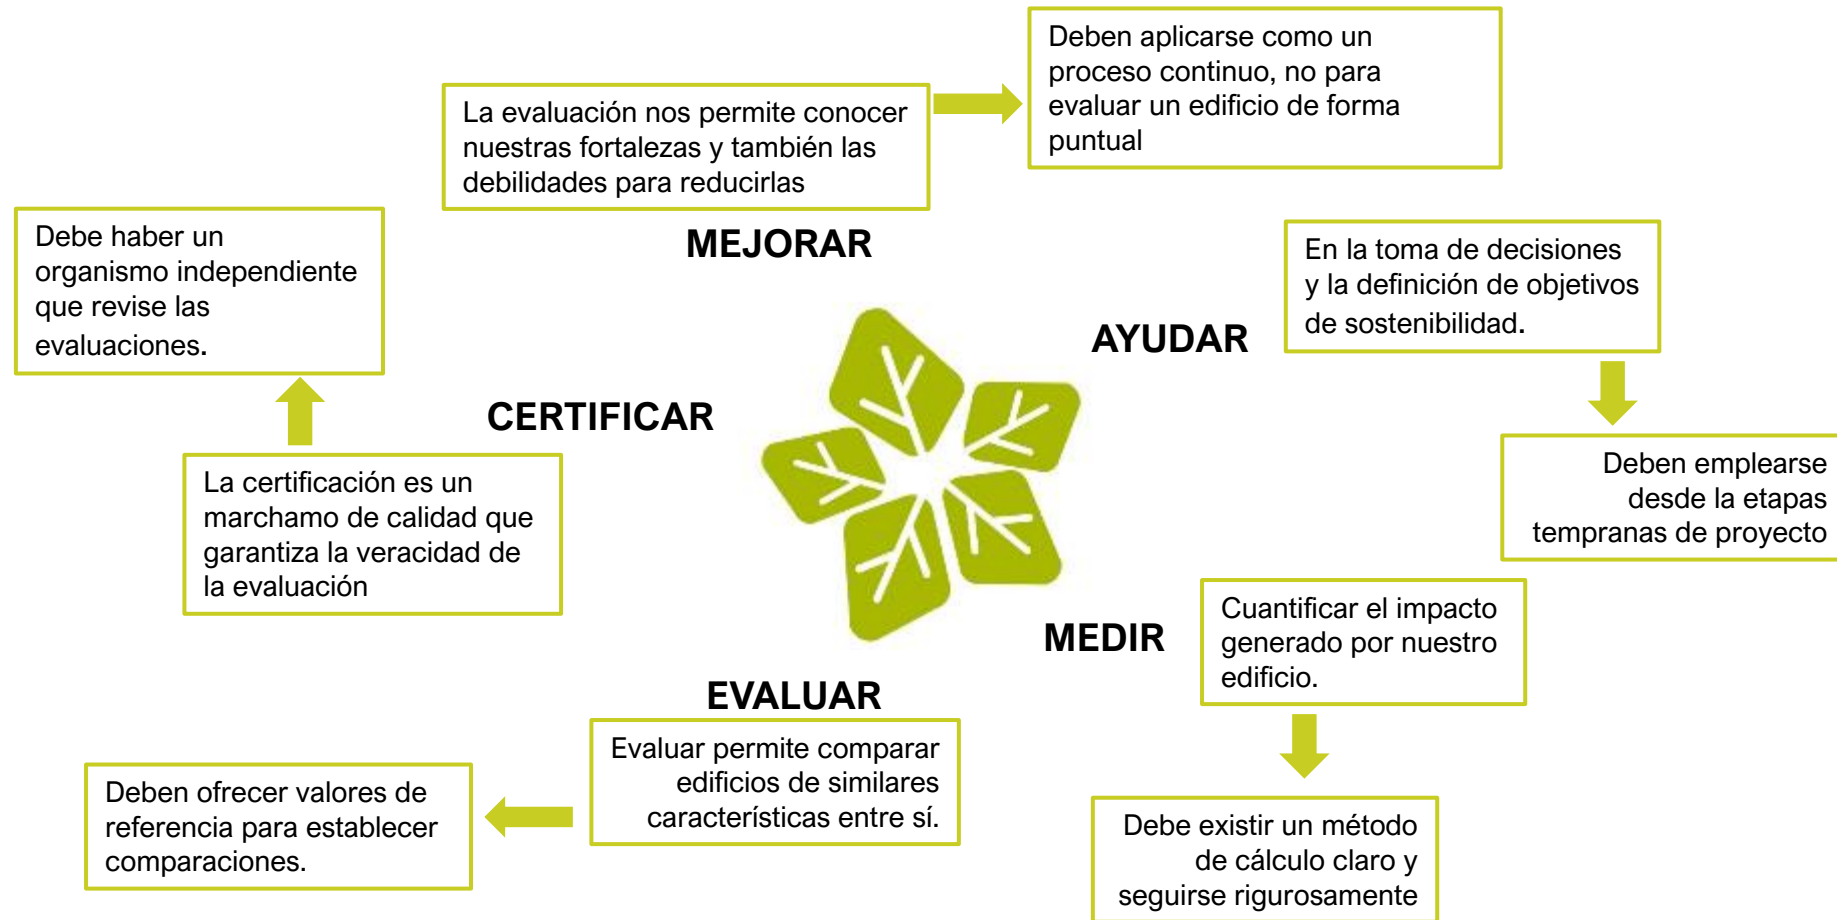 La evaluación nos permite conocer
nuestras fortalezas y también las
debilidades para reducirlas
Deben aplicarse como un
proceso continuo, no para
evaluar un edificio de forma
puntual
MEJORAR
Debe haber un
organismo independiente
que revise las
evaluaciones.
En la toma de decisiones
y la definición de objetivos
de sostenibilidad.
AYUDAR
CERTIFICAR
La certificación es un
marchamo de calidad que
garantiza la veracidad de
la evaluación
Deben emplearse
desde la etapas
tempranas de proyecto
MEDIR
Cuantificar el impacto
generado por nuestro
edificio.
EVALUAR
Evaluar permite comparar
edificios de similares
características entre sí.
Deben ofrecer valores de
referencia para establecer
comparaciones.
Debe existir un método
de cálculo claro y
seguirse rigurosamente